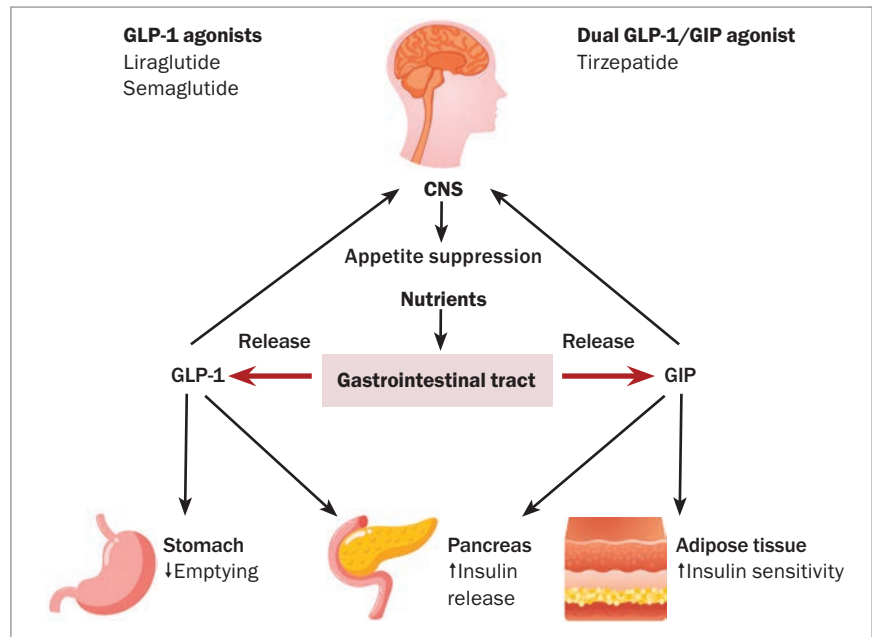 GLP-1 agonists
Liraglutide
Semaglutide
Dual GLP-1/GIP agonist
Tirzepatide
CNS
Appetite suppression
Nutrients
Release
Release
GLP-1
Gastrointestinal tract
GIP
Stomach
↓Emptying
Pancreas
↑Insulin
release
Adipose tissue
↑Insulin sensitivity